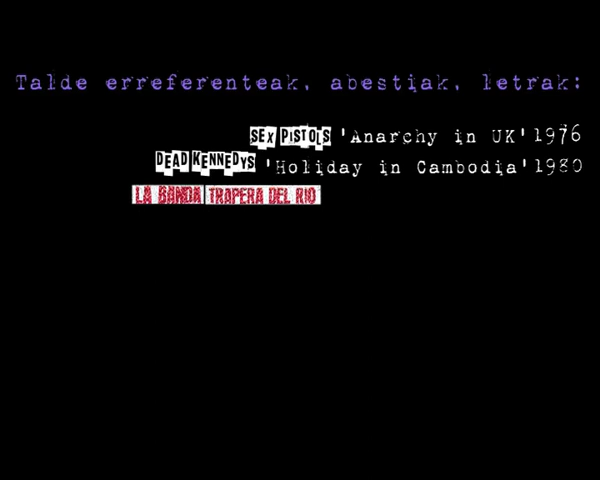 Talde erreferenteak, abestiak, letrak:
SEX PISTOLS 'Anarchy in UK' 1976
DEAD KENNEDYS 'Holiday in Cambodia' 1980
LA BANDA TRAPERA DEL RIO